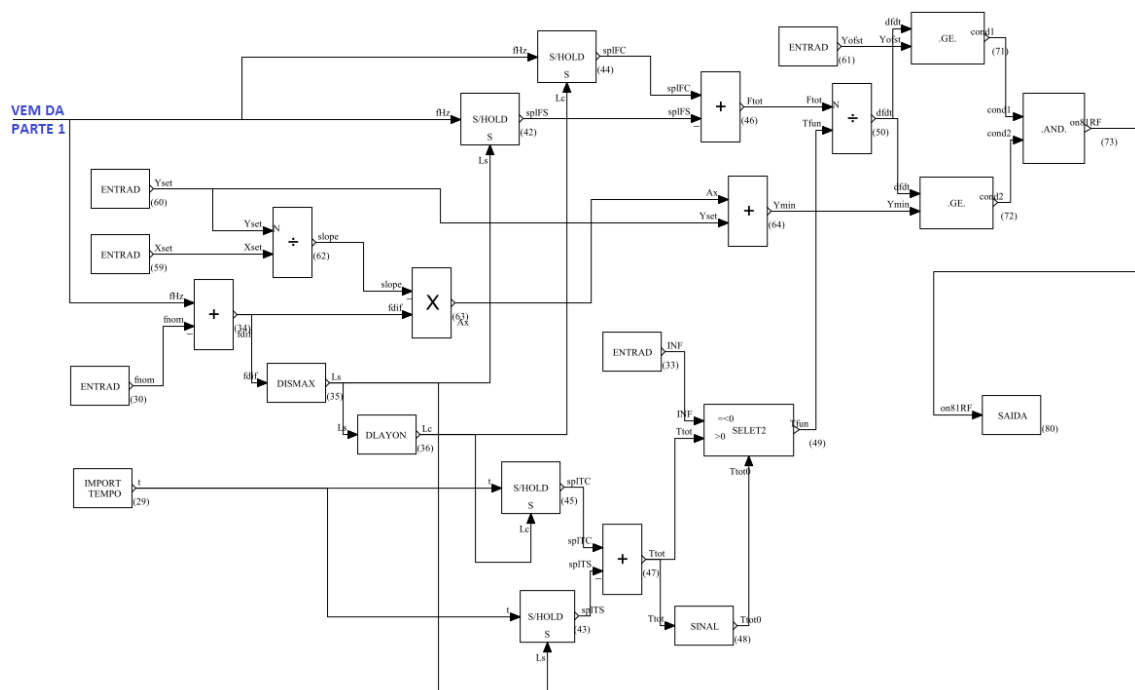 ENTRAD
Yofst
(61)
dfdt
Yofst
.GE.
cond1
(71)
fHz
S/HOLD
S
splFC
(44)
Lc
VEM DA
PARTE 1
fHz
S/HOLD
S
splFS
(42)
Ls
splFC
splFS
+
Ftot
(46)
Ftot
N
Tfun
÷
dfdt
(50)
cond1
cond2
.AND.
on81RF
(73)
ENTRAD
Yset
(60)
Yset
N
Xset
÷
slope
(62)
ENTRAD
Xset
(59)
Ax
Yset
+
Ymin
(64)
dfdt
Ymin
.GE.
cond2
(72)
fHz
fnom
+
(34)
fdif
slope
fdif
X
(63)
Ax
ENTRAD
fnom
(30)
fdif
DISMAX
Ls
(35)
Ls
DLAYON
Lc
(36)
ENTRAD
INF
(33)
INF
Ttot
=<0
>0
SELET2
Tfun
(49)
Ttot0
on81RF
SAIDA
(80)
IMPORT
TEMPO
t
(29)
t
S/HOLD
S
splTC
(45)
Lc
splTC
splTS
+
Ttot
(47)
t
S/HOLD
S
splTS
(43)
Ls
Ttot
SINAL
Ttot0
(48)